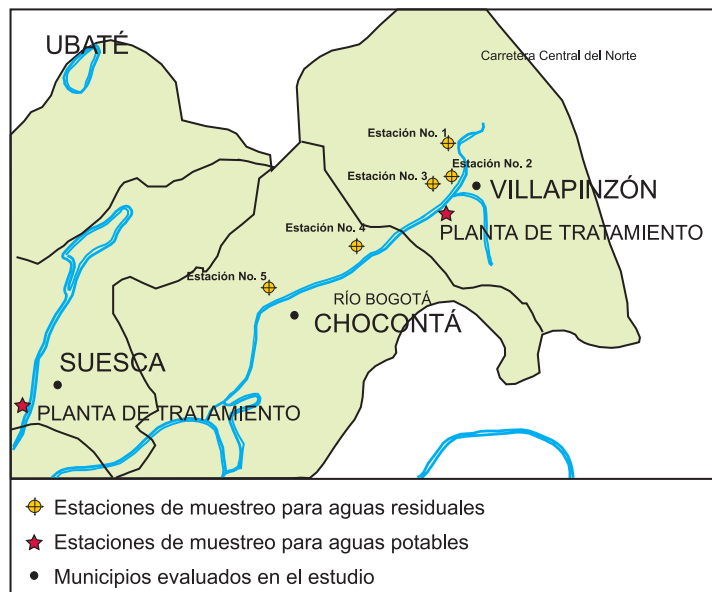 UBATÉ
Carretera Central del Norte
Estación No. 1
Estación No. 2
Estación No. 3
VILLAPINZÓN
PLANTA DE TRATAMIENTO
Estación No. 4
Estación No. 5
RÍO BOGOTÁ
CHOCONTÁ
SUESCA
PLANTA DE TRATAMIENTO
Estaciones de muestreo para aguas residuales
Estaciones de muestreo para aguas potables
Municipios evaluados en el estudio